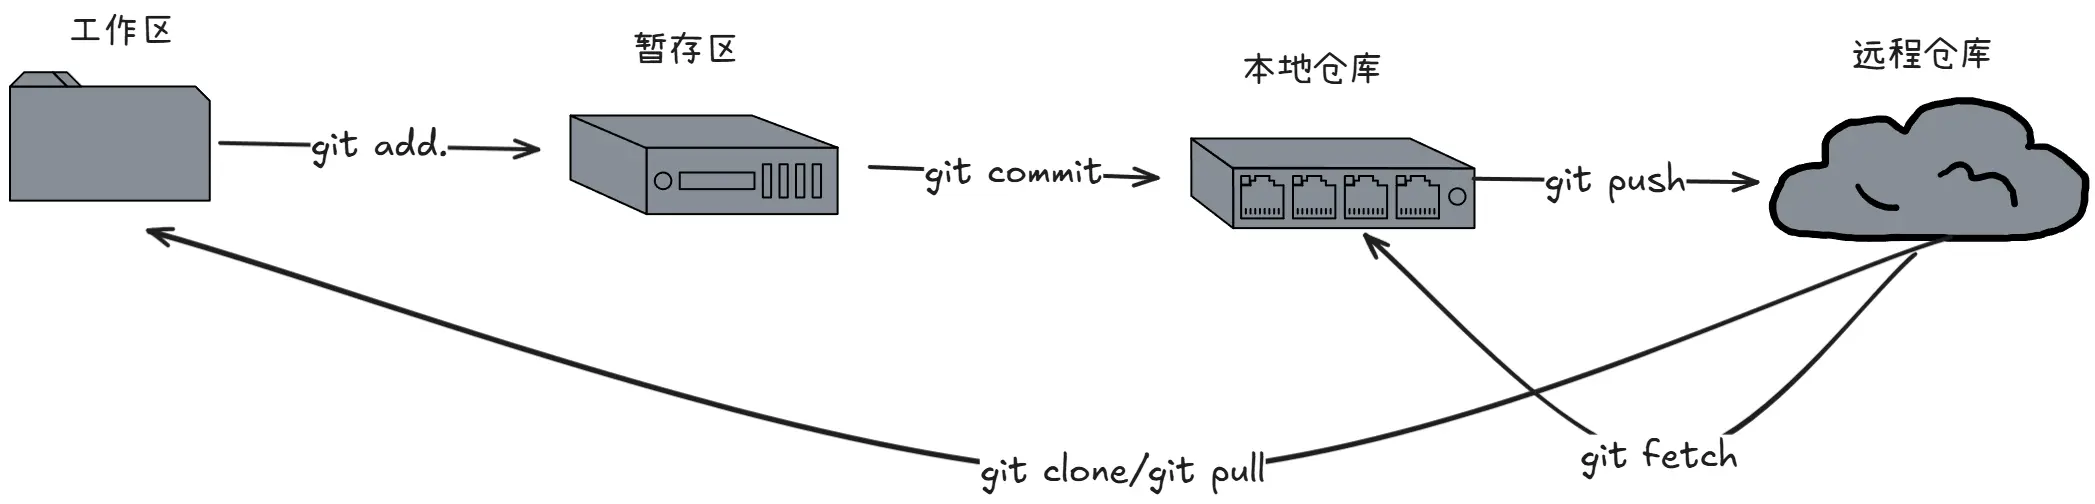 工作区
暂存区
本地仓库
远程仓库
git add.
git commit
git push
git clone/git pull
git fetch